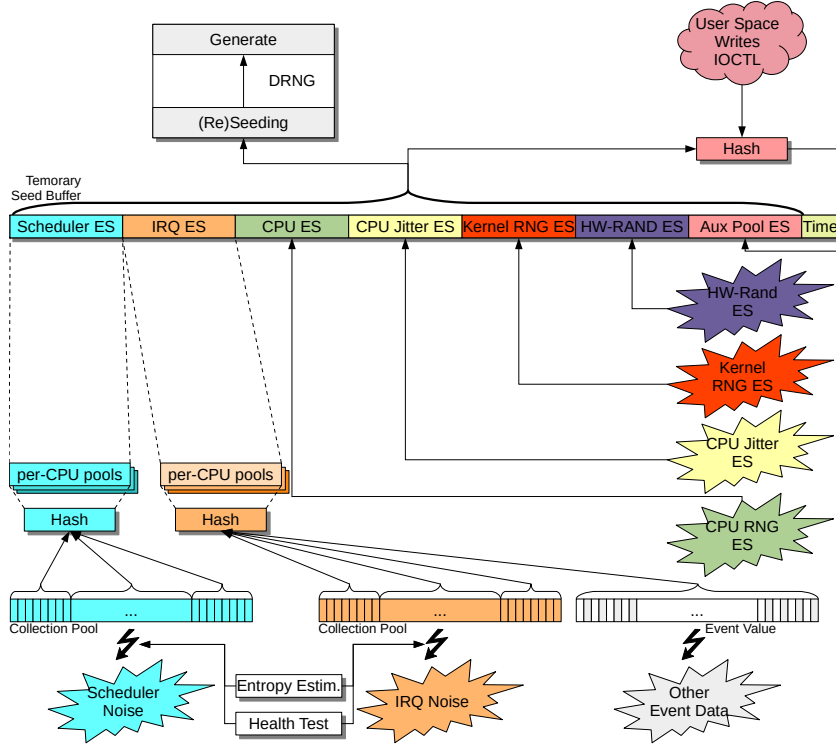 Generate
DRNG
(Re)Seeding
User Space
Writes
IOCTL
Hash
Temorary
Seed Buffer
Scheduler ES
IRQ ES
CPU ES
CPU Jitter ES
Kernel RNG ES
HW-RAND ES
Aux Pool ES
Time
HW-Rand
ES
Kernel
RNG ES
CPU Jitter
ES
CPU RNG
ES
per-CPU pools
per-CPU pools
Hash
Hash
...
...
...
Collection Pool
Collection Pool
Event Value
Scheduler
Noise
Entropy Estim.
Health Test
IRQ Noise
Other
Event Data